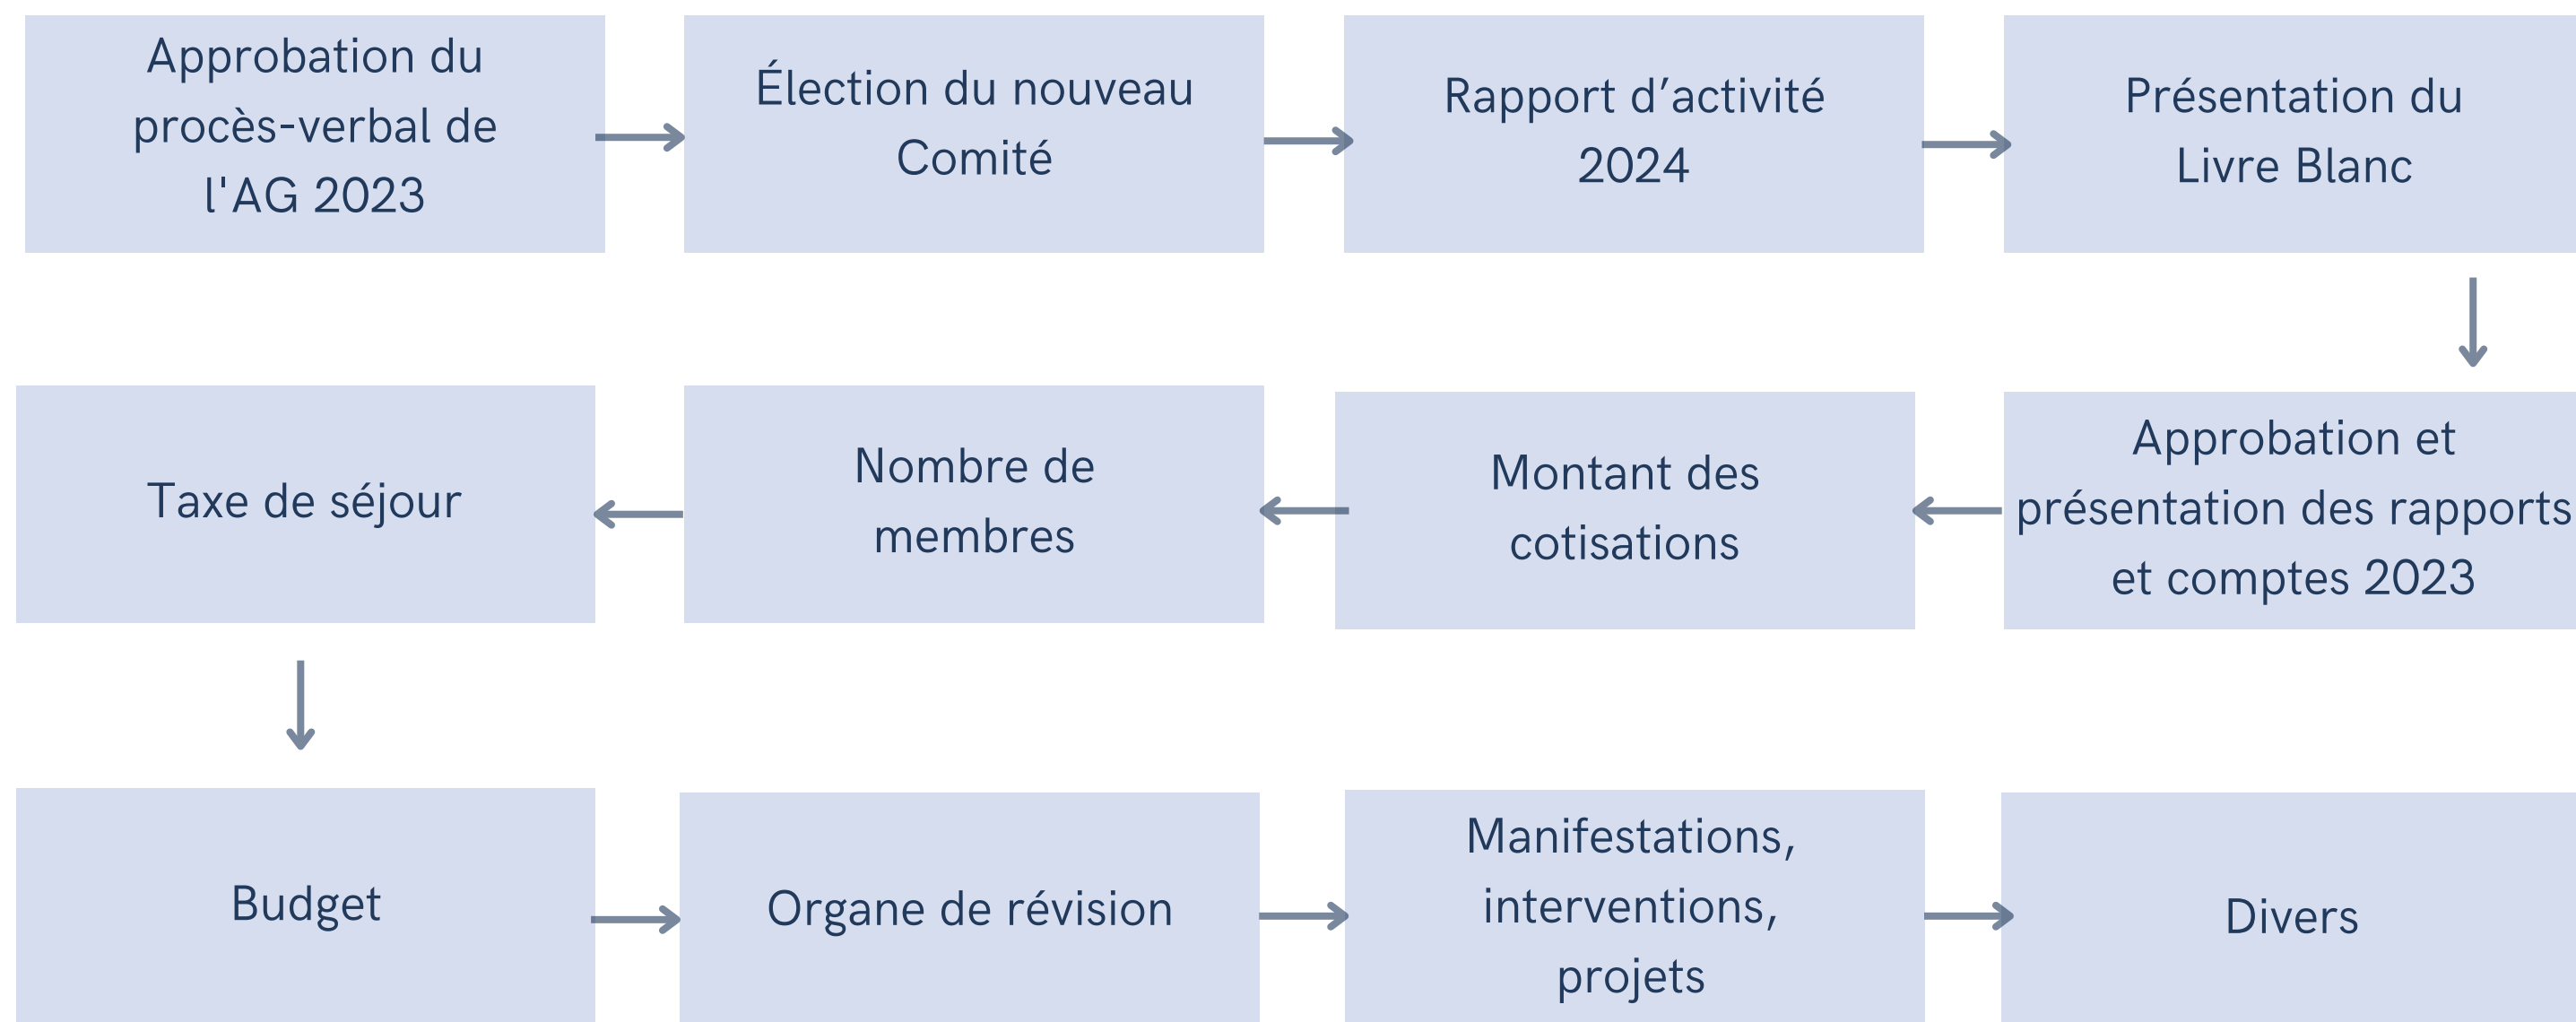 Approbation du
procès-verbal de
l'AG 2023
Élection du nouveau
Comité
Rapport d’activité
2024
Présentation du
Livre Blanc
Approbation et
présentation des rapports
et comptes 2023
Montant des
cotisations
Nombre de
membres
Taxe de séjour
Budget
Organe de révision
Manifestations,
interventions,
projets
Divers